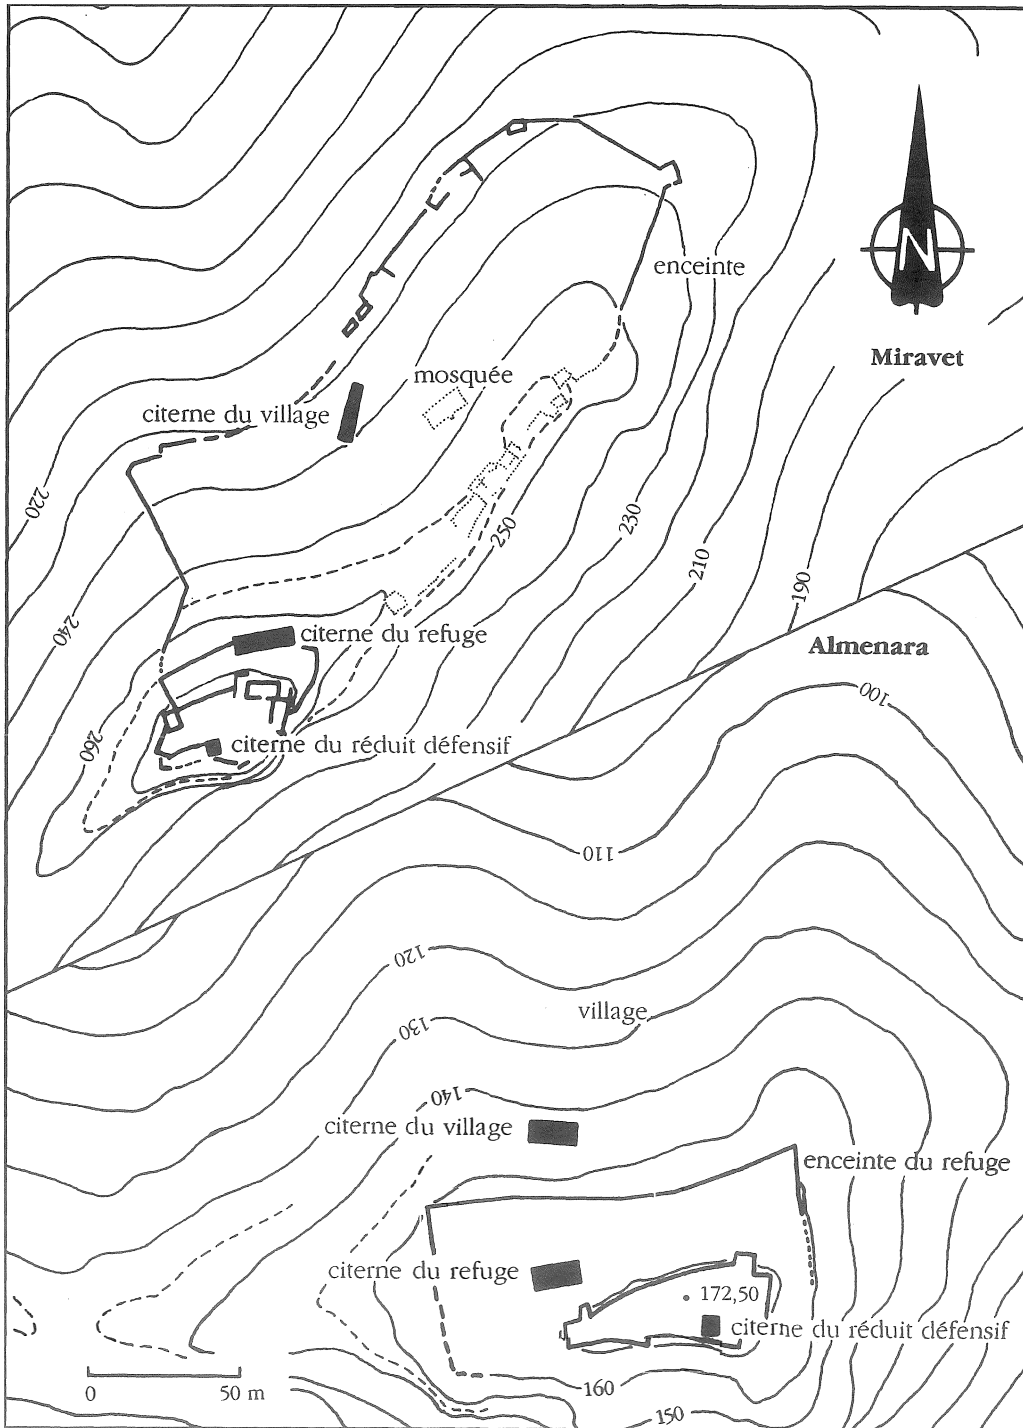 N
enceinte
Miravet
mosquée
citerne du village
220
250
230
210
190
240
citerne du refuge
Almenara
100
260
citerne du réduit défensif
110
120
village
130
140
citerne du village
enceinte du refuge
citerne du refuge
172,50
citerne du réduit défensif
0 50 m
160
150